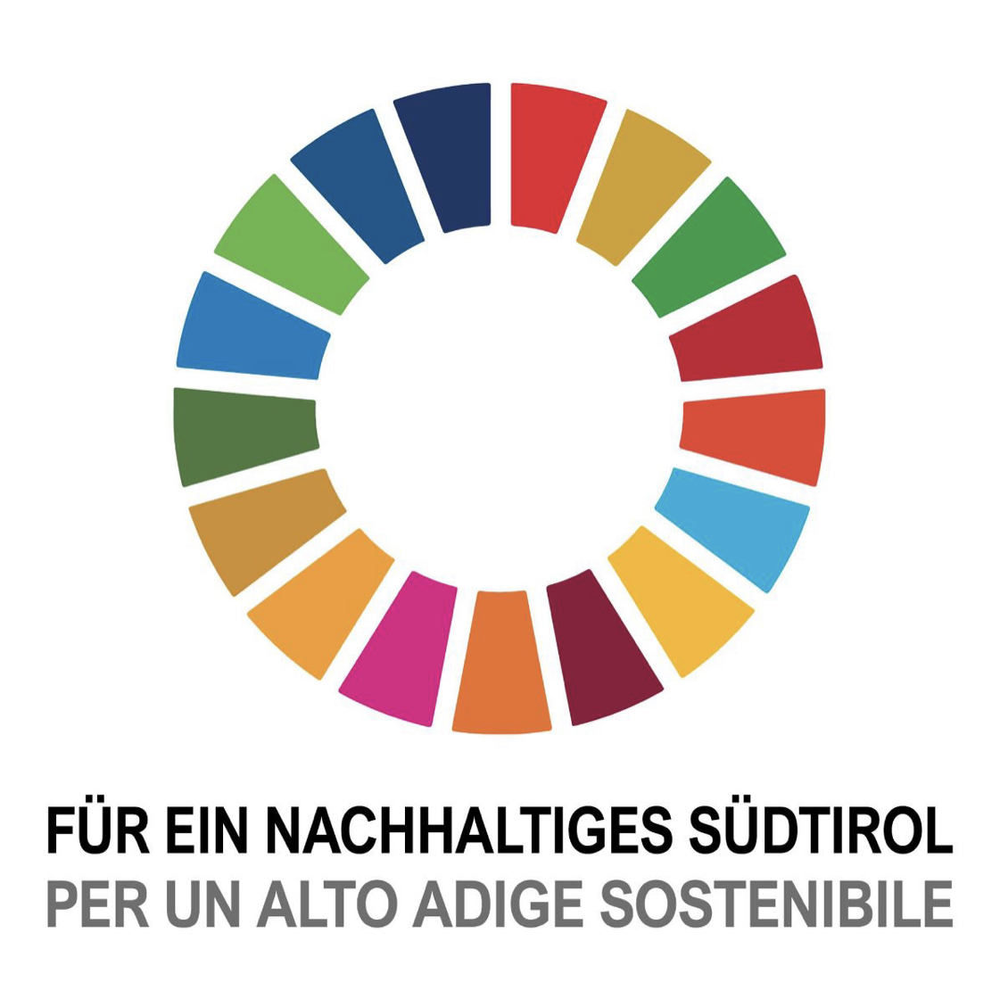 FÜR EIN NACHHALTIGES SÜDTIROL
PER UN ALTO ADIGE SOSTENIBILE